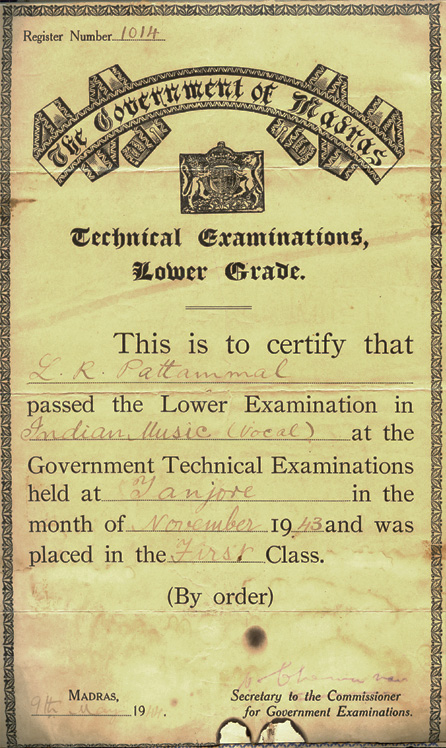 Register Number 1014
The Government of Madras
Technical Examinations,
Lower Grade.
This is to certify that
L. R. Pattammal
passed the Lower Examination in
Indian Music (Vocal) at the
Government Technical Examinations
held at Tanjore in the
month of November 1943 and was
placed in the First Class.
(By order)
MADRAS,
9th 19 .
Secretary to the Commissioner
for Government Examinations.